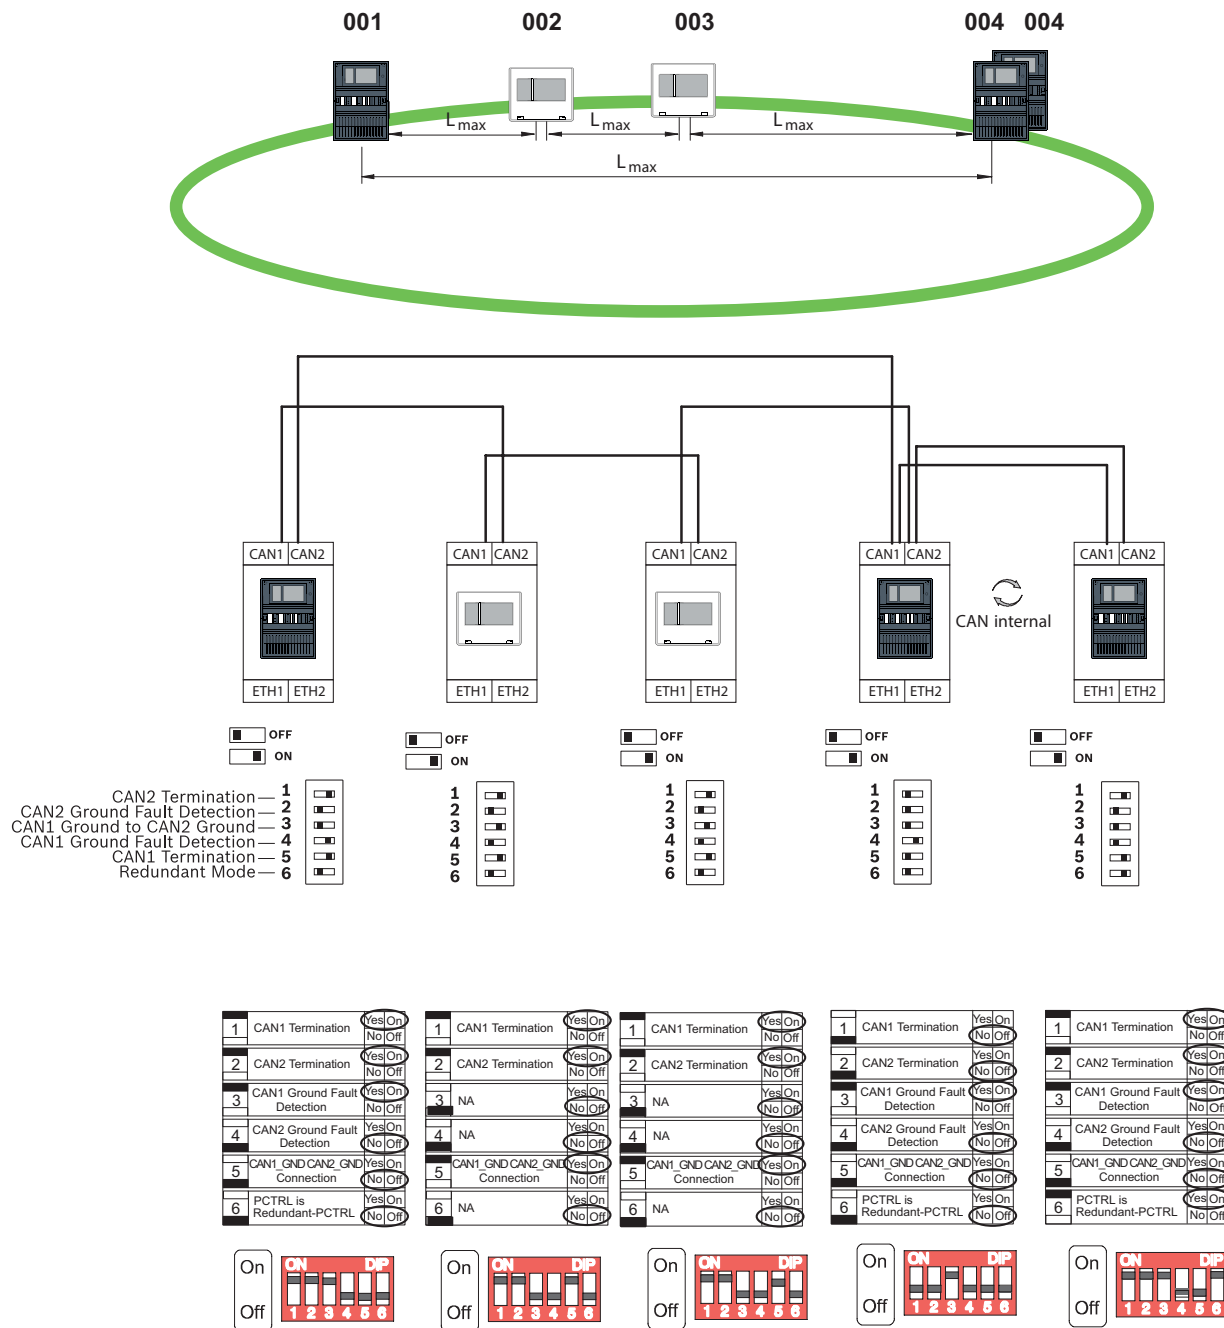 001 002 003 004 004
L max L max L max
L max
CAN1 CAN2 CAN1 CAN2 CAN1 CAN2 CAN1 CAN2 CAN1 CAN2
CAN internal
ETH1 ETH2 ETH1 ETH2 ETH1 ETH2 ETH1 ETH2 ETH1 ETH2
OFF OFF OFF OFF OFF
ON ON ON ON ON
CAN2 Termination 1 1 1 1 1
CAN2 Ground Fault Detection 2 2 2 2 2
CAN1 Ground to CAN2 Ground 3 3 3 3 3
CAN1 Ground Fault Detection 4 4 4 4 4
CAN1 Termination 5 5 5 5 5
Redundant Mode 6 6 6 6 6
1 CAN1 Termination Yes On No Off
2 CAN2 Termination Yes On No Off
3 CAN1 Ground Fault Detection Yes On No Off
4 CAN2 Ground Fault Detection Yes On No Off
5 CAN1_GND CAN2_GND Connection Yes On No Off
6 PCTRL is Redundant-PCTRL Yes On No Off
1 CAN1 Termination Yes On No Off
2 CAN2 Termination Yes On No Off
3 NA Yes On No Off
4 NA Yes On No Off
5 CAN1_GND CAN2_GND Connection Yes On No Off
6 NA Yes On No Off
1 CAN1 Termination Yes On No Off
2 CAN2 Termination Yes On No Off
3 NA Yes On No Off
4 NA Yes On No Off
5 CAN1_GND CAN2_GND Connection Yes On No Off
6 NA Yes On No Off
1 CAN1 Termination Yes On No Off
2 CAN2 Termination Yes On No Off
3 CAN1 Ground Fault Detection Yes On No Off
4 CAN2 Ground Fault Detection Yes On No Off
5 CAN1_GND CAN2_GND Connection Yes On No Off
6 PCTRL is Redundant-PCTRL Yes On No Off
1 CAN1 Termination Yes On No Off
2 CAN2 Termination Yes On No Off
3 CAN1 Ground Fault Detection Yes On No Off
4 CAN2 Ground Fault Detection Yes On No Off
5 CAN1_GND CAN2_GND Connection Yes On No Off
6 PCTRL is Redundant-PCTRL Yes On No Off
On Off ON DIP 1 2 3 4 5 6
On Off ON DIP 1 2 3 4 5 6
On Off ON DIP 1 2 3 4 5 6
On Off ON DIP 1 2 3 4 5 6
On Off ON DIP 1 2 3 4 5 6